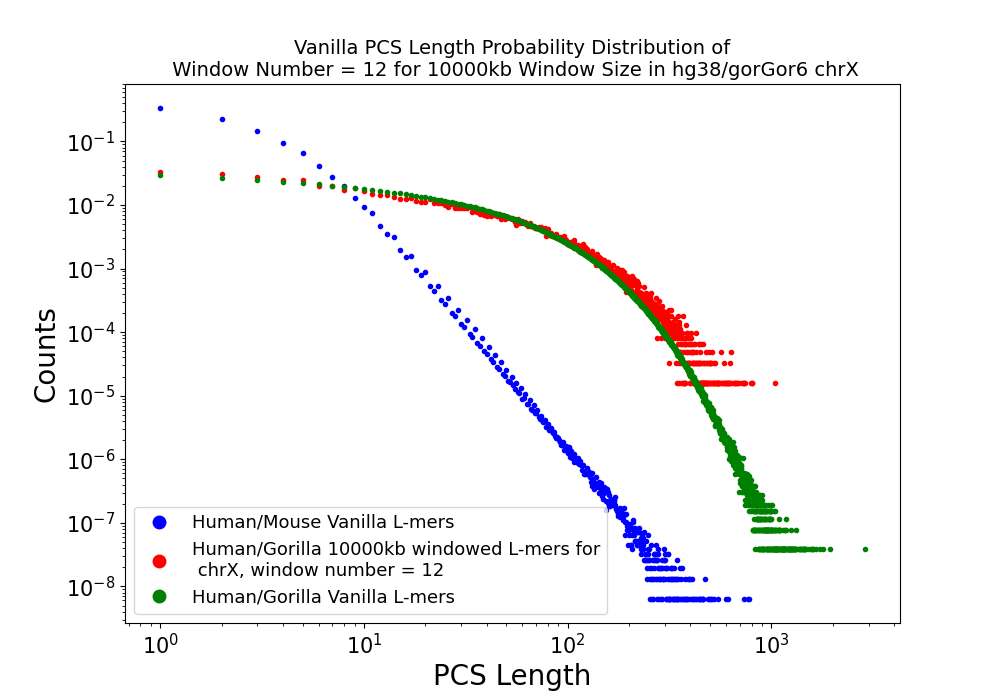 Vanilla PCS Length Probability Distribution of
Window Number = 12 for 10000kb Window Size in hg38/gorGor6 chrX
Counts
10⁻¹
10⁻²
10⁻³
10⁻⁴
10⁻⁵
10⁻⁶
10⁻⁷
10⁻⁸
Human/Mouse Vanilla L-mers
Human/Gorilla 10000kb windowed L-mers for
chrX, window number = 12
Human/Gorilla Vanilla L-mers
10⁰ 10¹ 10² 10³
PCS Length